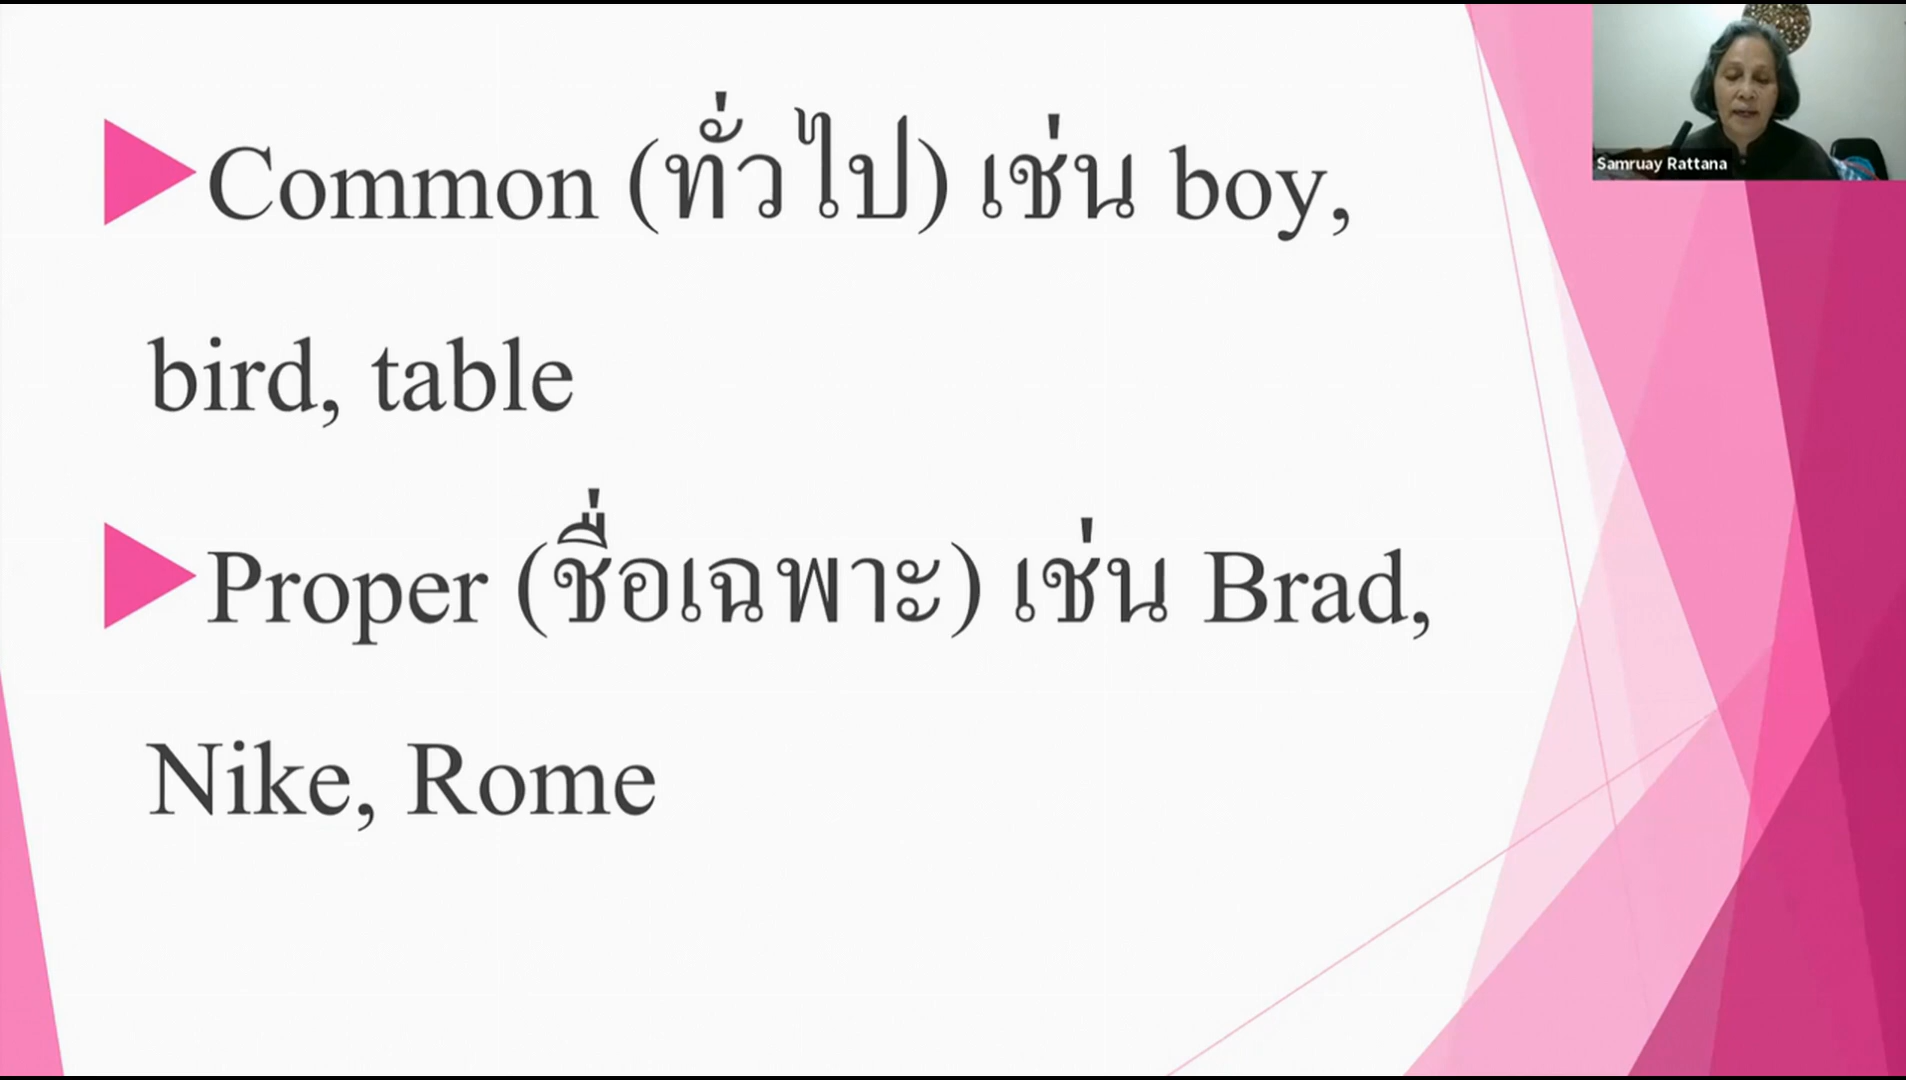 Common (ทั่วไป) เช่น boy,
bird, table
Proper (ชื่อเฉพาะ) เช่น Brad,
Nike, Rome
Samruay Rattana